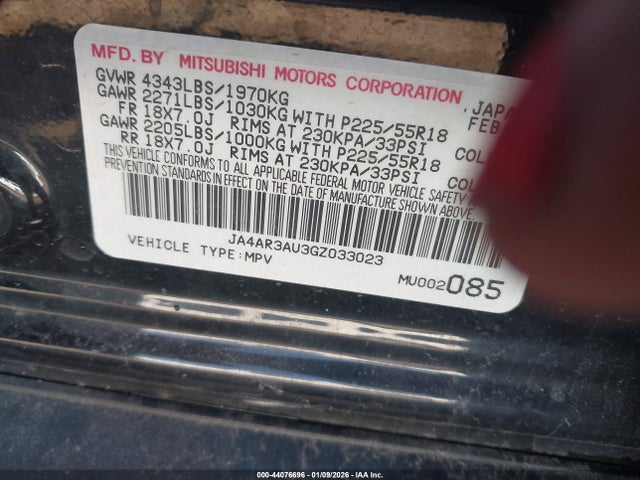 MFD. BY MITSUBISHI MOTORS CORPORATION, JAPA
GVWR 4343LBS/1970KG FEB
GAWR 2271LBS/1030KG WITH P225/55R18
FR 18X7.0J RIMS AT 230KPA/33PSI COL
GAWR 2205LBS/1000KG WITH P225/55R18
RR 18X7.0J RIMS AT 230KPA/33PSI COL
THIS VEHICLE CONFORMS TO ALL APPLICABLE FEDERAL MOTOR VEHICLE SAFETY
PREVENTION STANDARDS IN EFFECT ON THE DATE OF MANUFACTURE SHOWN ABOVE.
JA4AR3AU3GZ033023
VEHICLE TYPE:MPV
MU002085
000-44076696 - 01/09/2026 - IAA Inc.